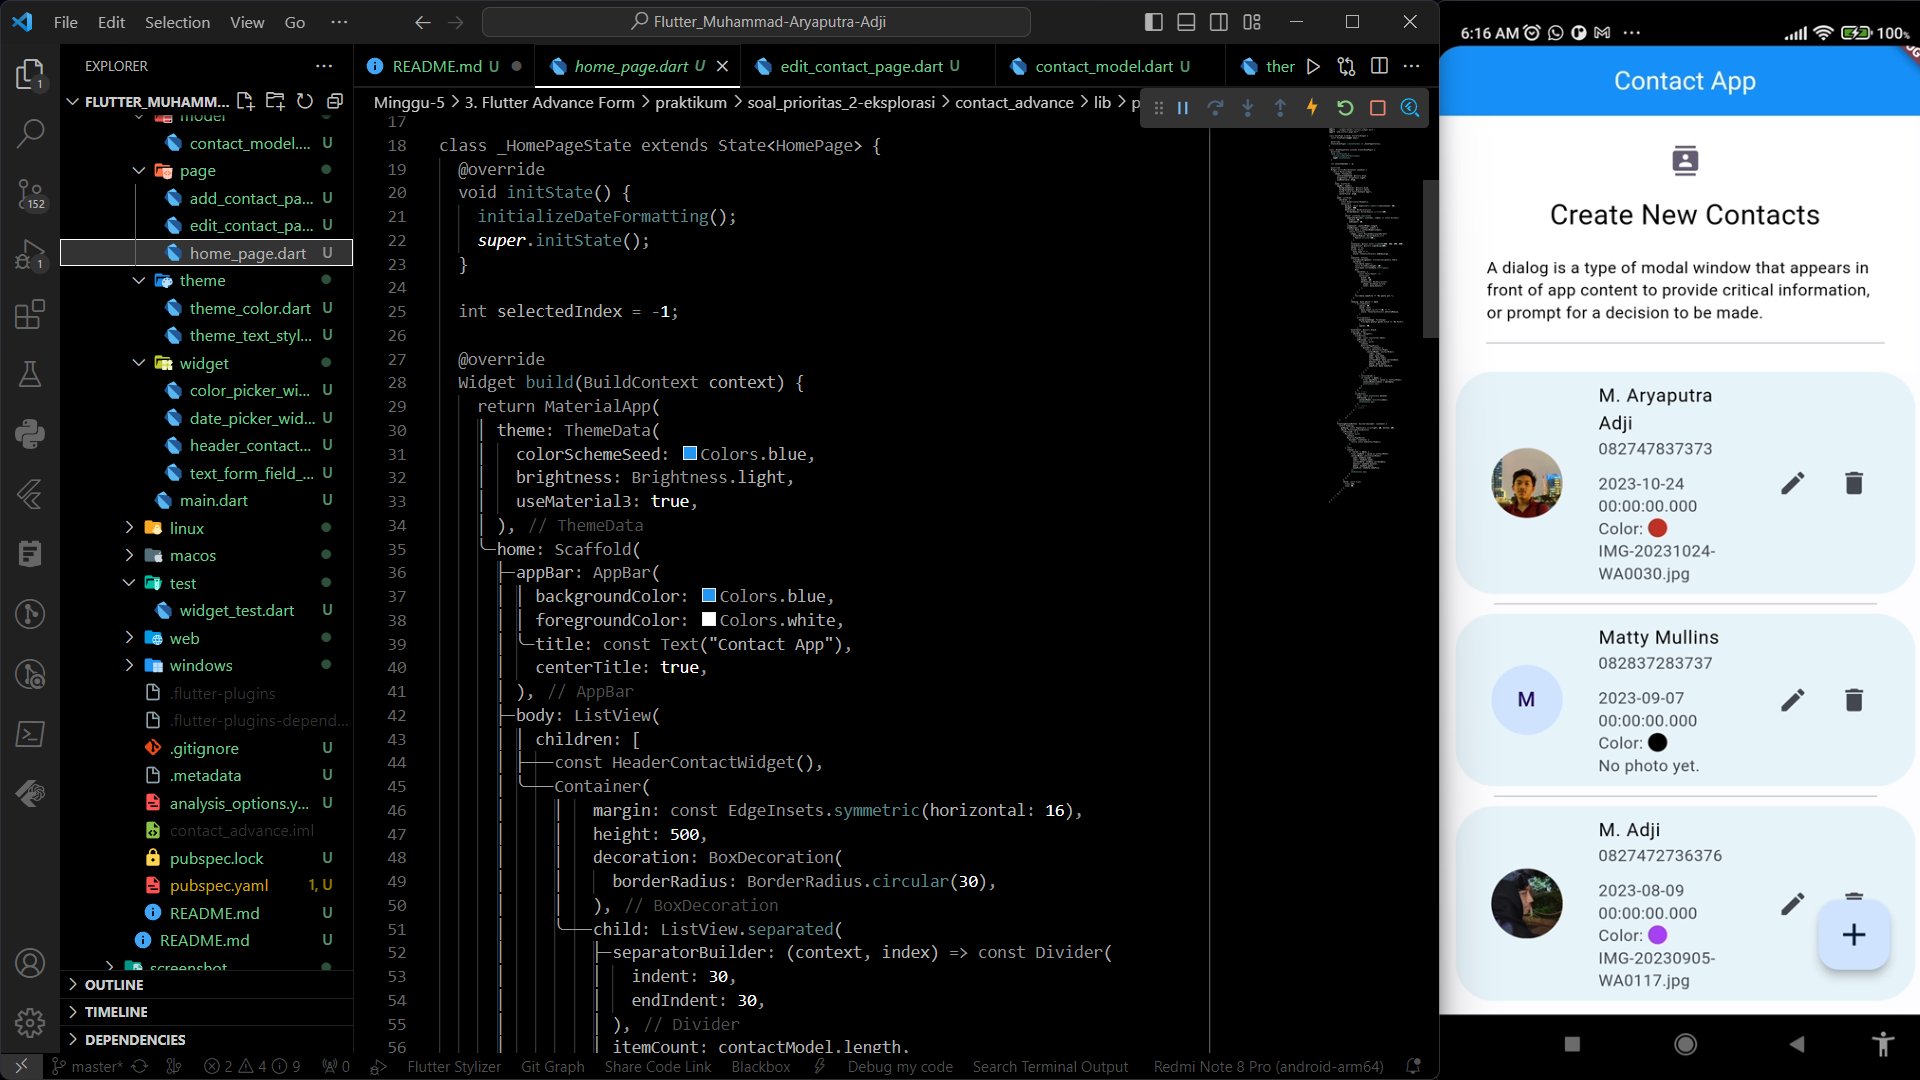 File Edit Selection View Go ···
Flutter_Muhammad-Aryaputra-Adji
EXPLORER
FLUTTER_MUHAMM...
model
contact_model.... U
page
add_contact_pa... U
edit_contact_pa... U
home_page.dart U
theme
theme_color.dart U
theme_text_styl... U
widget
color_picker_wi... U
date_picker_wid... U
header_contact... U
text_form_field_... U
main.dart U
linux
macos
test
widget_test.dart U
web
windows
.flutter-plugins
.flutter-plugins-depend...
.gitignore U
.metadata U
analysis_options.y... U
contact_advance.iml
pubspec.lock U
pubspec.yaml 1, U
README.md U
README.md U
screenshot
OUTLINE
TIMELINE
DEPENDENCIES
1
152
1
README.md U
home_page.dart U
edit_contact_page.dart U
contact_model.dart U
ther
Minggu-5 > 3. Flutter Advance Form > praktikum > soal_prioritas_2-eksplorasi > contact_advance > lib > p
17
18 class _HomePageState extends State<HomePage> {
19 @override
20 void initState() {
21 initializeDateFormatting();
22 super.initState();
23 }
24
25 int selectedIndex = -1;
26
27 @override
28 Widget build(BuildContext context) {
29 return MaterialApp(
30 theme: ThemeData(
31 colorSchemeSeed: Colors.blue,
32 brightness: Brightness.light,
33 useMaterial3: true,
34 ), // ThemeData
35 home: Scaffold(
36 appBar: AppBar(
37 backgroundColor: Colors.blue,
38 foregroundColor: Colors.white,
39 title: const Text("Contact App"),
40 centerTitle: true,
41 ), // AppBar
42 body: ListView(
43 children: [
44 const HeaderContactWidget(),
45 Container(
46 margin: const EdgeInsets.symmetric(horizontal: 16),
47 height: 500,
48 decoration: BoxDecoration(
49 borderRadius: BorderRadius.circular(30),
50 ), // BoxDecoration
51 child: ListView.separated(
52 separatorBuilder: (context, index) => const Divider(
53 indent: 30,
54 endIndent: 30,
55 ), // Divider
56 itemCount: contactModel.length,
master* 2 4 9 0 Flutter Stylizer Git Graph Share Code Link Blackbox Debug my code Search Terminal Output Redmi Note 8 Pro (android-arm64)
6:16 AM 100%
Contact App
Create New Contacts
A dialog is a type of modal window that appears in
front of app content to provide critical information,
or prompt for a decision to be made.
M. Aryaputra
Adji
082747837373
2023-10-24
00:00:00.000
Color:
IMG-20231024-
WA0030.jpg
M
Matty Mullins
082837283737
2023-09-07
00:00:00.000
Color:
No photo yet.
M. Adji
0827472736376
2023-08-09
00:00:00.000
Color:
IMG-20230905-
WA0117.jpg